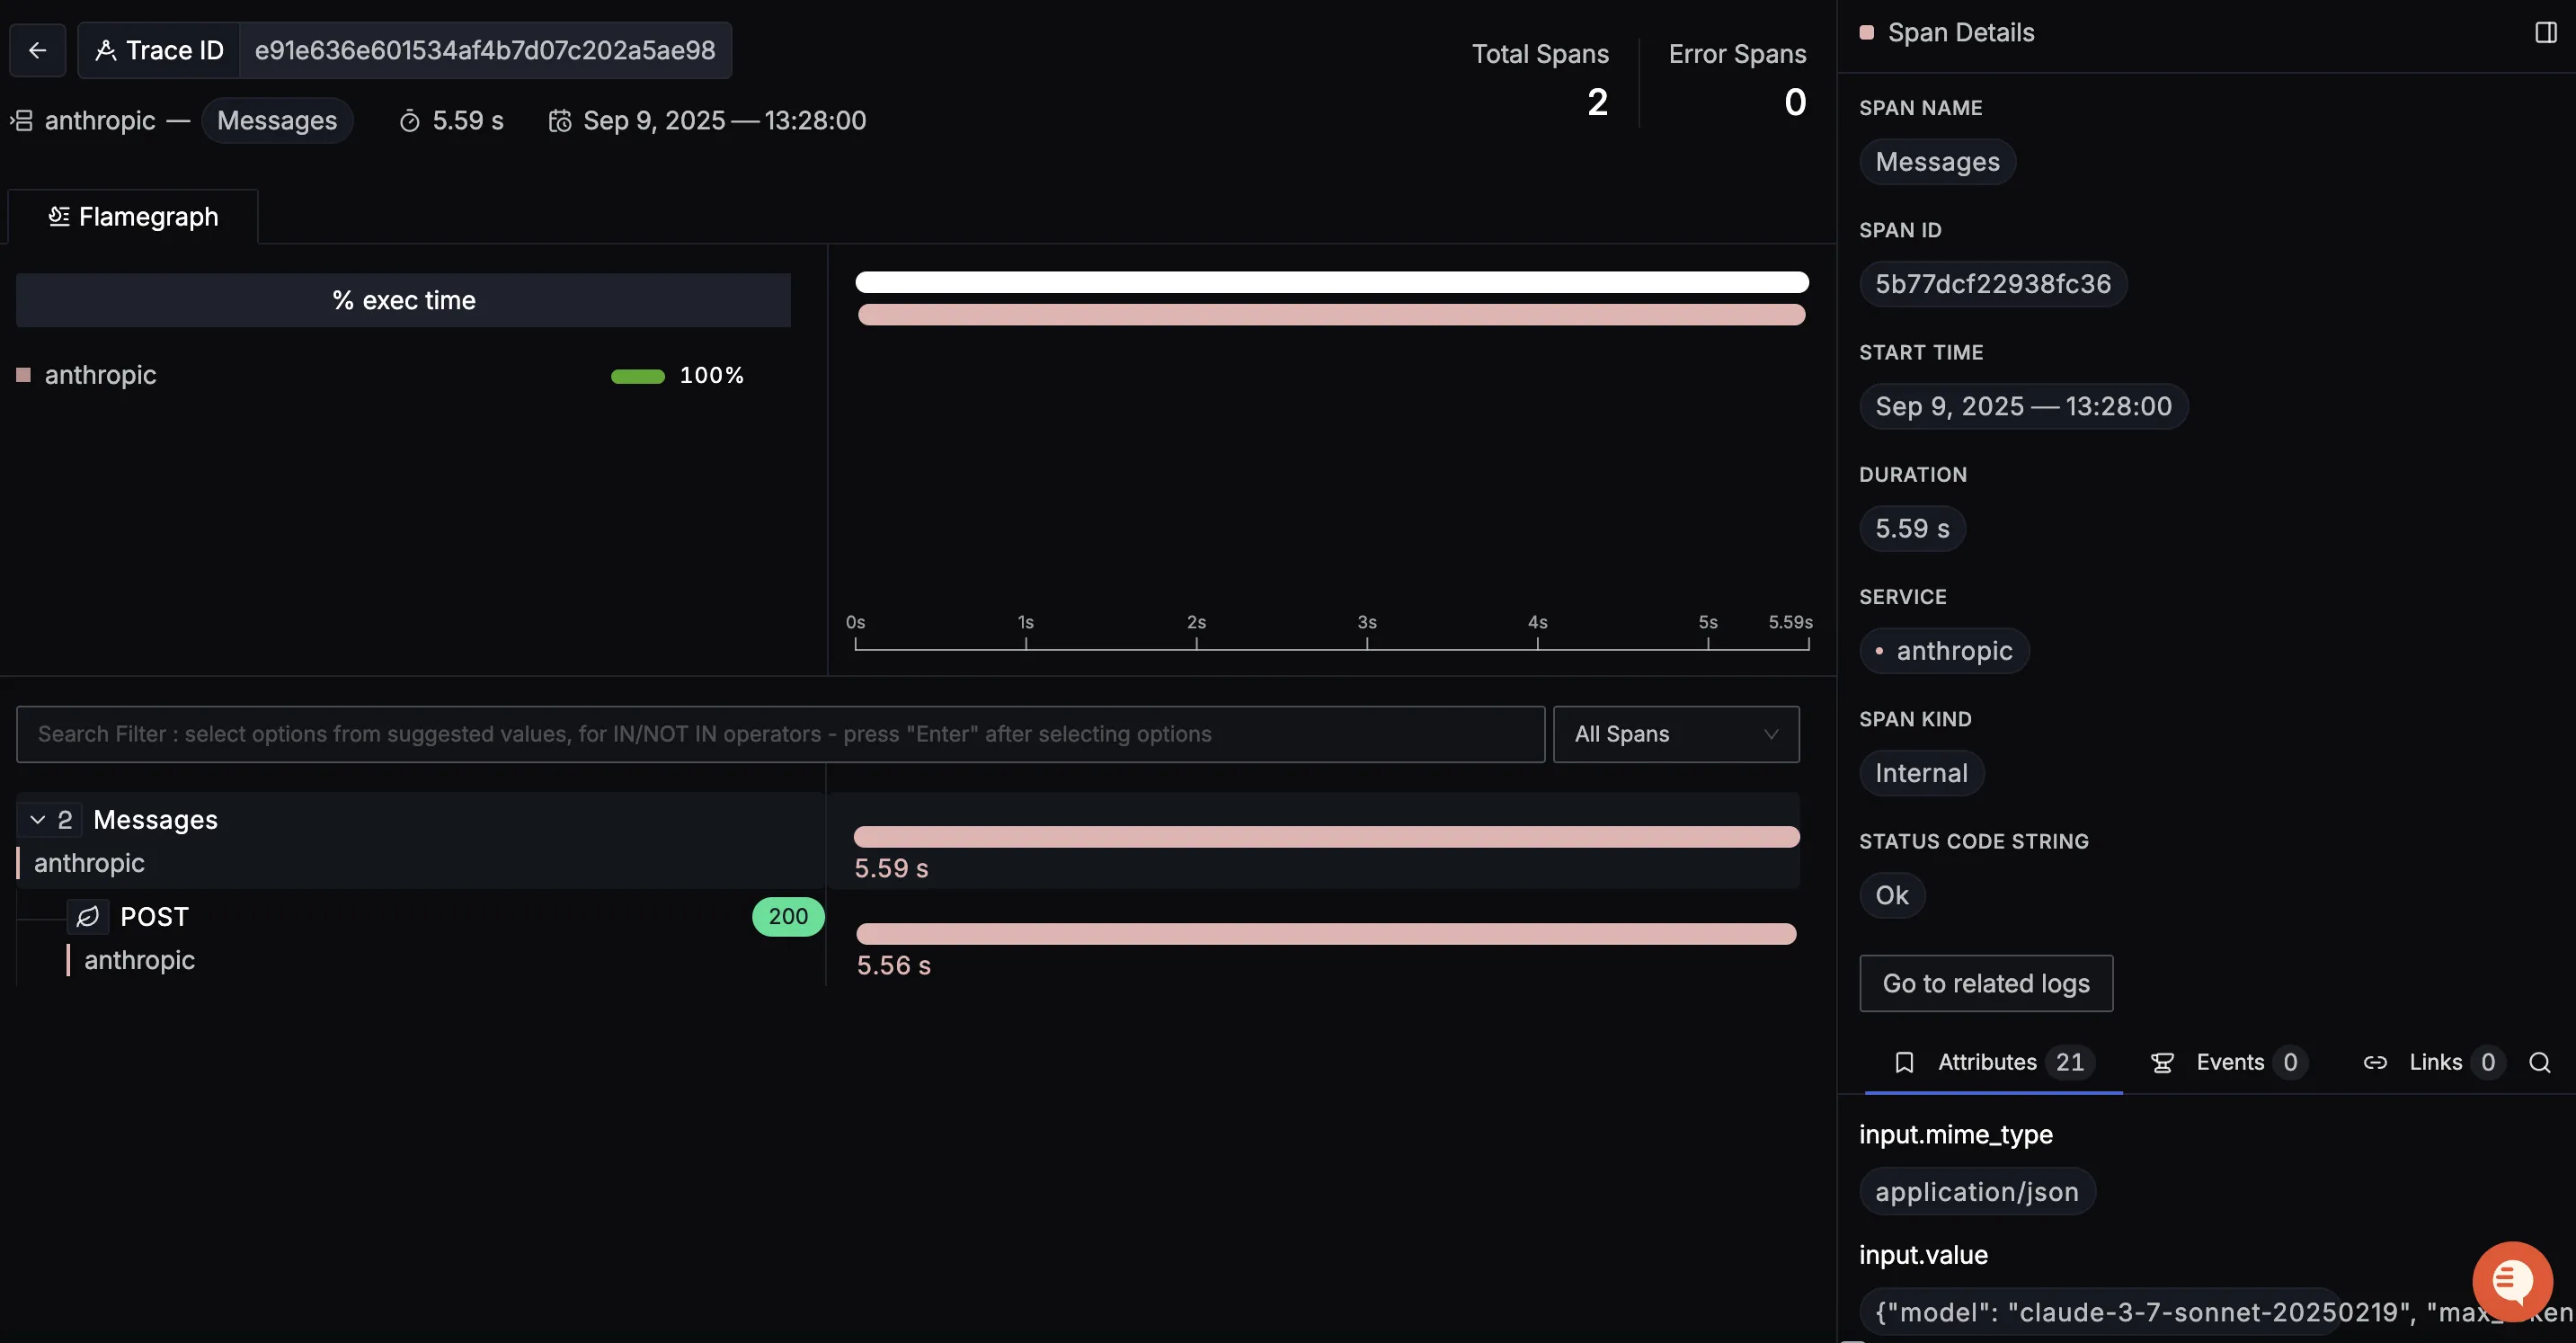 Trace ID e91e636e601534af4b7d07c202a5ae98
anthropic — Messages 5.59 s Sep 9, 2025 — 13:28:00
Total Spans
2
Error Spans
0
Flamegraph
% exec time
anthropic 100%
0s 1s 2s 3s 4s 5s 5.59s
Search Filter : select options from suggested values, for IN/NOT IN operators - press "Enter" after selecting options
All Spans
2 Messages
anthropic
5.59 s
POST 200
anthropic
5.56 s
Span Details
SPAN NAME
Messages
SPAN ID
5b77dcf22938fc36
START TIME
Sep 9, 2025 — 13:28:00
DURATION
5.59 s
SERVICE
anthropic
SPAN KIND
Internal
STATUS CODE STRING
Ok
Go to related logs
Attributes 21 Events 0 Links 0
input.mime_type
application/json
input.value
{"model": "claude-3-7-sonnet-20250219",